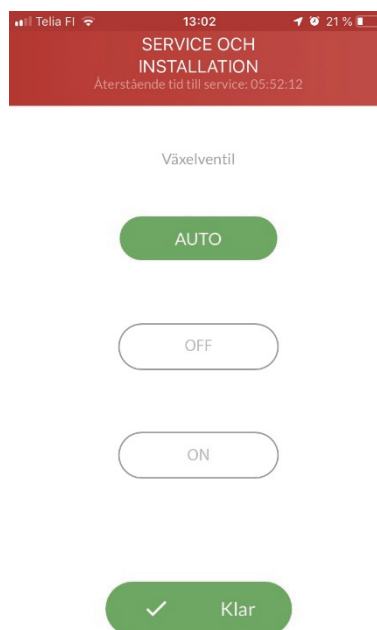 Telia FI 13:02 21 %
SERVICE OCH
INSTALLATION
Återstående tid till service: 05:52:12
Växelventil
AUTO
OFF
ON
Klar